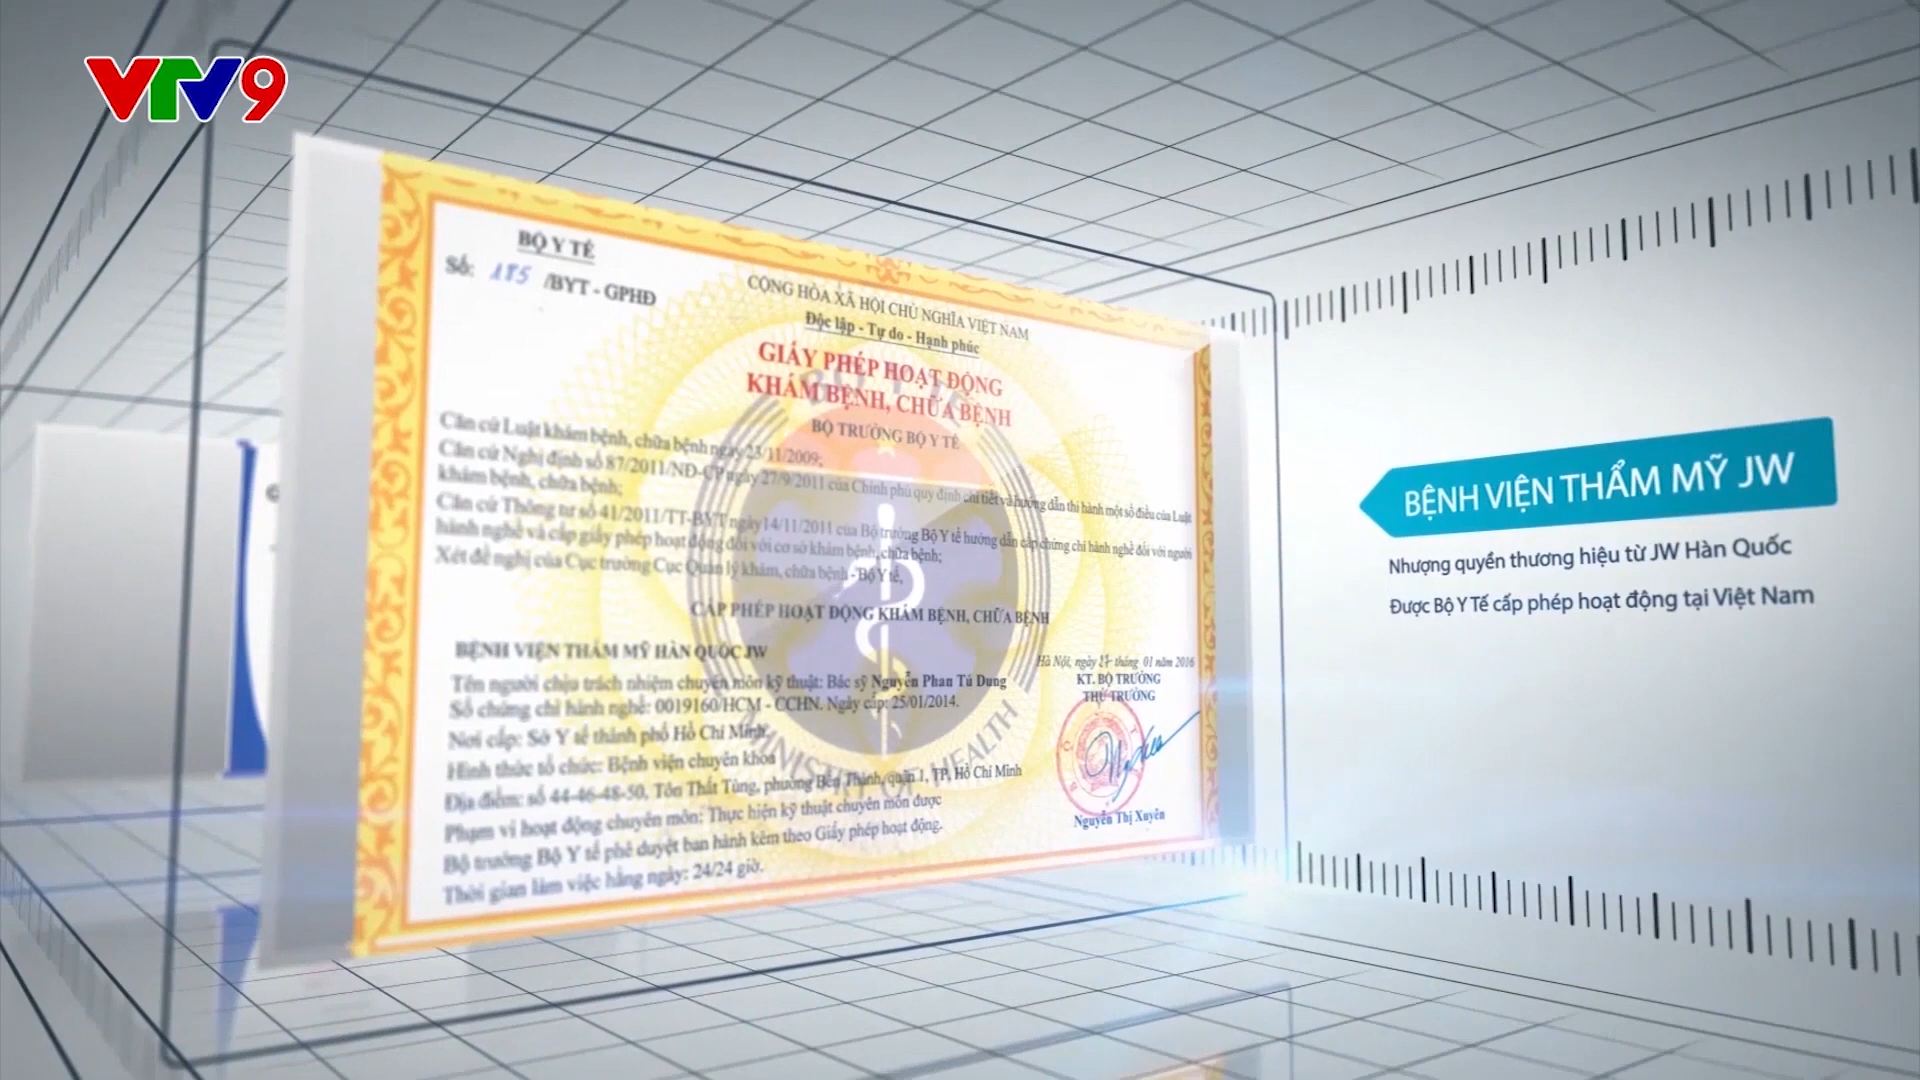 VTV9
BỘ Y TẾ
Số: 185 /BYT - GPHĐ
CỘNG HÒA XÃ HỘI CHỦ NGHĨA VIỆT NAM
Độc lập - Tự do - Hạnh phúc
GIẤY PHÉP HOẠT ĐỘNG
KHÁM BỆNH, CHỮA BỆNH
BỘ TRƯỞNG BỘ Y TẾ
Căn cứ Luật khám bệnh, chữa bệnh ngày 23/11/2009;
Căn cứ Nghị định số 87/2011/NĐ-CP ngày 27/9/2011 của Chính phủ quy định chi tiết và hướng dẫn thi hành một số điều của Luật
khám bệnh, chữa bệnh;
Căn cứ Thông tư số 41/2011/TT-BYT ngày 14/11/2011 của Bộ trưởng Bộ Y tế hướng dẫn cấp chứng chỉ hành nghề đối với người
hành nghề và cấp giấy phép hoạt động đối với cơ sở khám bệnh, chữa bệnh;
Xét đề nghị của Cục trưởng Cục Quản lý khám, chữa bệnh - Bộ Y tế,
CẤP PHÉP HOẠT ĐỘNG KHÁM BỆNH, CHỮA BỆNH
BỆNH VIỆN THẨM MỸ HÀN QUỐC JW
Tên người chịu trách nhiệm chuyên môn kỹ thuật: Bác sỹ Nguyễn Phan Tú Dung
Số chứng chỉ hành nghề: 0019160/HCM - CCHN. Ngày cấp: 25/01/2014.
Nơi cấp: Sở Y tế thành phố Hồ Chí Minh.
Hình thức tổ chức: Bệnh viện chuyên khoa
Địa điểm: số 44-46-48-50, Tôn Thất Tùng, phường Bến Thành, quận 1, TP. Hồ Chí Minh
Phạm vi hoạt động chuyên môn: Thực hiện kỹ thuật chuyên môn được
Bộ trưởng Bộ Y tế phê duyệt ban hành kèm theo Giấy phép hoạt động.
Thời gian làm việc hằng ngày: 24/24 giờ.
Hà Nội, ngày tháng 01 năm 2016
KT. BỘ TRƯỞNG
THỨ TRƯỞNG
Nguyễn Thị Xuyên
BỘ Y TẾ
MINISTRY OF HEALTH
BỆNH VIỆN THẨM MỸ JW
Nhượng quyền thương hiệu từ JW Hàn Quốc
Được Bộ Y Tế cấp phép hoạt động tại Việt Nam